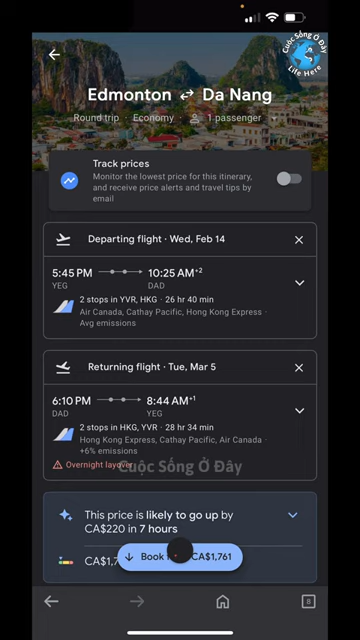 Cuộc Sống Ở Đây
Life Here
Edmonton Da Nang
Round trip · Economy · 1 passenger
Track prices
Monitor the lowest price for this itinerary,
and receive price alerts and travel tips by
email
Departing flight · Wed, Feb 14
5:45 PM 10:25 AM+2
YEG DAD
2 stops in YVR, HKG · 26 hr 40 min
Air Canada, Cathay Pacific, Hong Kong Express ·
Avg emissions
Returning flight · Tue, Mar 5
6:10 PM 8:44 AM+1
DAD YEG
2 stops in HKG, YVR · 28 hr 34 min
Hong Kong Express, Cathay Pacific, Air Canada ·
+6% emissions
Overnight layover
Cuộc Sống Ở Đây
This price is likely to go up by
CA$220 in 7 hours
Book CA$1,761
8